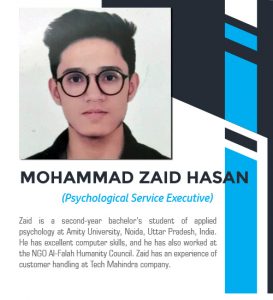 MOHAMMAD ZAID HASAN
(Psychological Service Executive)
Zaid is a second-year bachelor's student of applied
psychology at Amity University, Noida, Uttar Pradesh, India.
He has excellent computer skills, and he has also worked at
the NGO Al-Falah Humanity Council. Zaid has an experience of
customer handling at Tech Mahindra company.